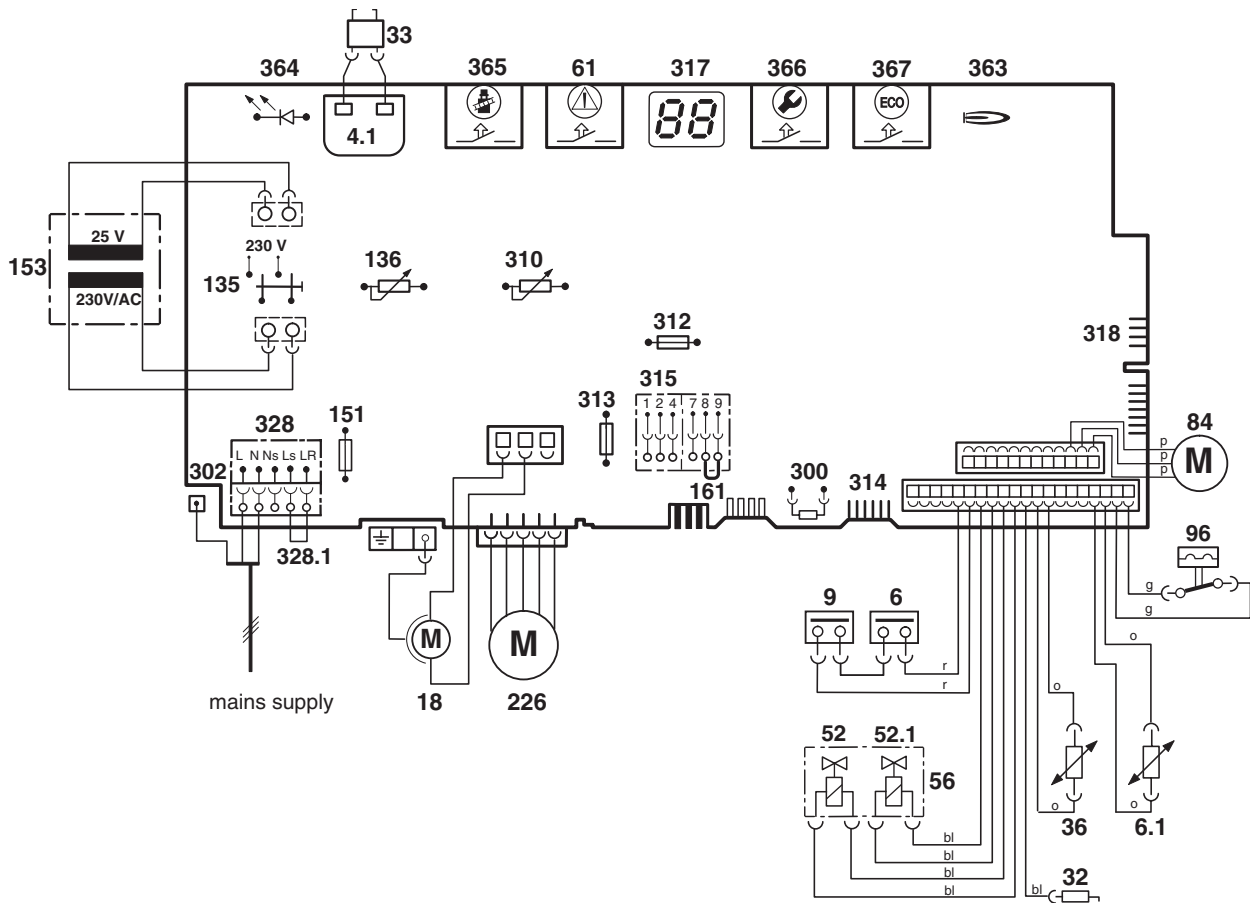 33
364
365
61
317
366
367
363
4.1
88
ECO
25 V
153
230 V
135
230V/AC
136
310
312
318
315
1 2 4 7 8 9
313
151
328
L N Ns Ls LR
302
161
300
314
84
p
p
p
M
328.1
96
g
g
9
6
M
M
r
r
o
o
mains supply
18
226
52
52.1
56
o
o
36
6.1
bl
bl
bl
bl
bl
32